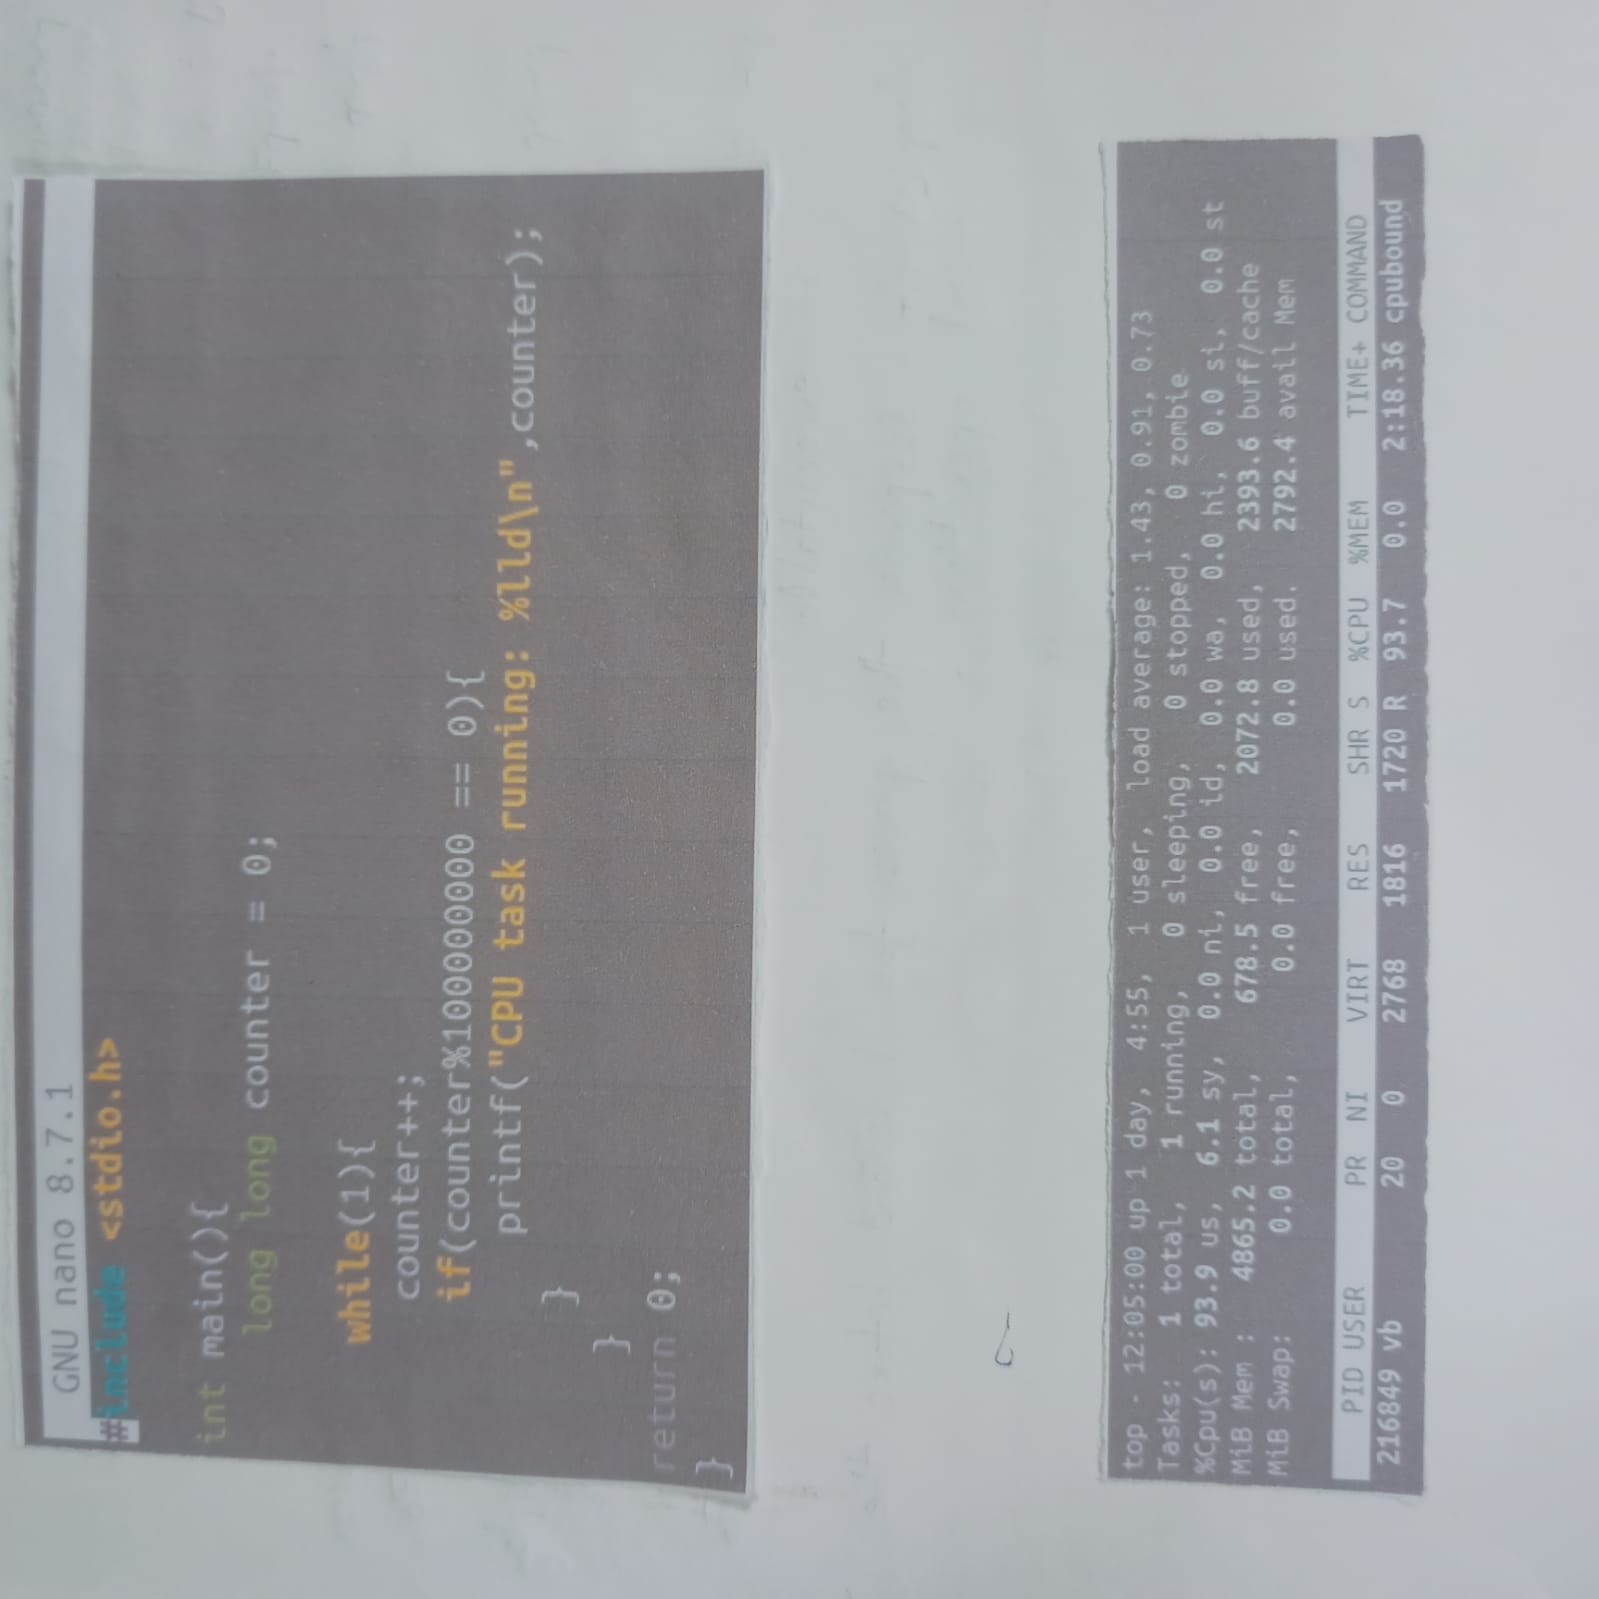 GNU nano 8.7.1
#include <stdio.h>
int main(){
long long counter = 0;
while(1){
counter++;
if(counter%100000000 == 0){
printf("CPU task running: %lld\n",counter);
}
}
return 0;
}
top - 12:05:00 up 1 day, 4:55, 1 user, load average: 1.43, 0.91, 0.73
Tasks: 1 total, 1 running, 0 sleeping, 0 stopped, 0 zombie
%Cpu(s): 93.9 us, 6.1 sy, 0.0 ni, 0.0 id, 0.0 wa, 0.0 hi, 0.0 si, 0.0 st
MiB Mem : 4865.2 total, 678.5 free, 2072.8 used, 2393.6 buff/cache
MiB Swap: 0.0 total, 0.0 free, 0.0 used. 2792.4 avail Mem
PID USER PR NI VIRT RES SHR S %CPU %MEM TIME+ COMMAND
216849 vb 20 0 2768 1816 1720 R 93.7 0.0 2:18.36 cpubound